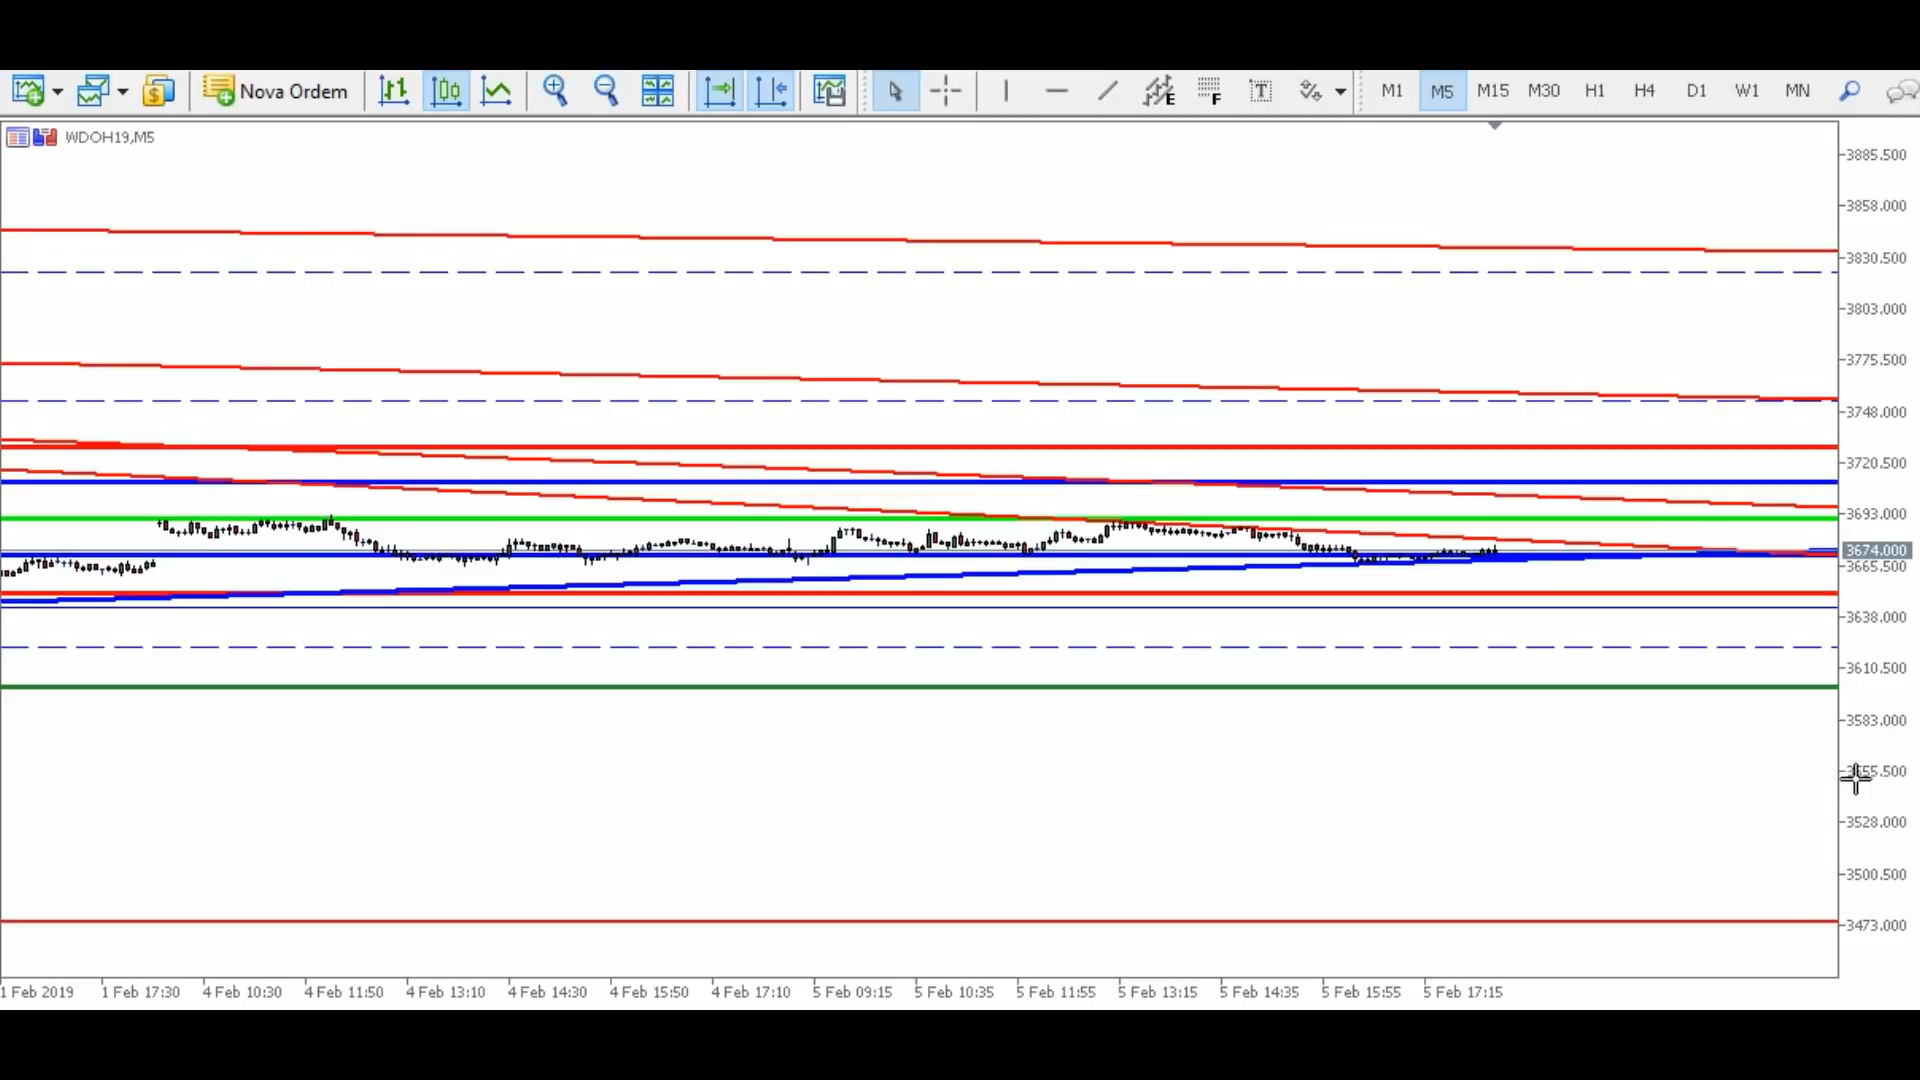 Nova Ordem
E
F
T
M1 M5 M15 M30 H1 H4 D1 W1 MN
WDOH19,M5
3885.500
3858.000
3830.500
3803.000
3775.500
3748.000
3720.500
3693.000
3674.000
3665.500
3638.000
3610.500
3583.000
3528.000
3500.500
3473.000
1 Feb 2019 1 Feb 17:30 4 Feb 10:30 4 Feb 11:50 4 Feb 13:10 4 Feb 14:30 4 Feb 15:50 4 Feb 17:10 5 Feb 09:15 5 Feb 10:35 5 Feb 11:55 5 Feb 13:15 5 Feb 14:35 5 Feb 15:55 5 Feb 17:15